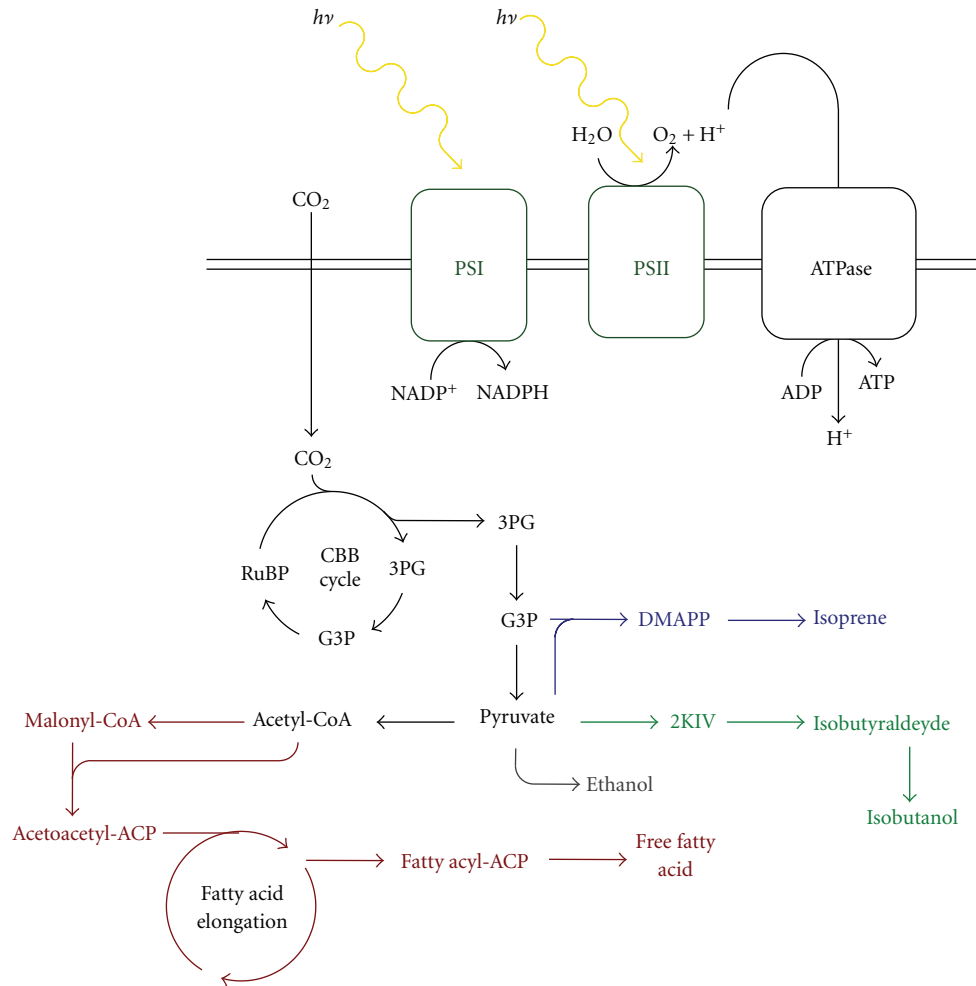 hν
hν
H₂O
O₂ + H⁺
CO₂
PSI
PSII
ATPase
NADP⁺
NADPH
ADP
ATP
H⁺
CO₂
3PG
CBB
cycle
RuBP
3PG
G3P
G3P
DMAPP
Isoprene
Malonyl-CoA
Acetyl-CoA
Pyruvate
2KIV
Isobutyraldeyde
Ethanol
Isobutanol
Acetoacetyl-ACP
Fatty acyl-ACP
Free fatty
acid
Fatty acid
elongation